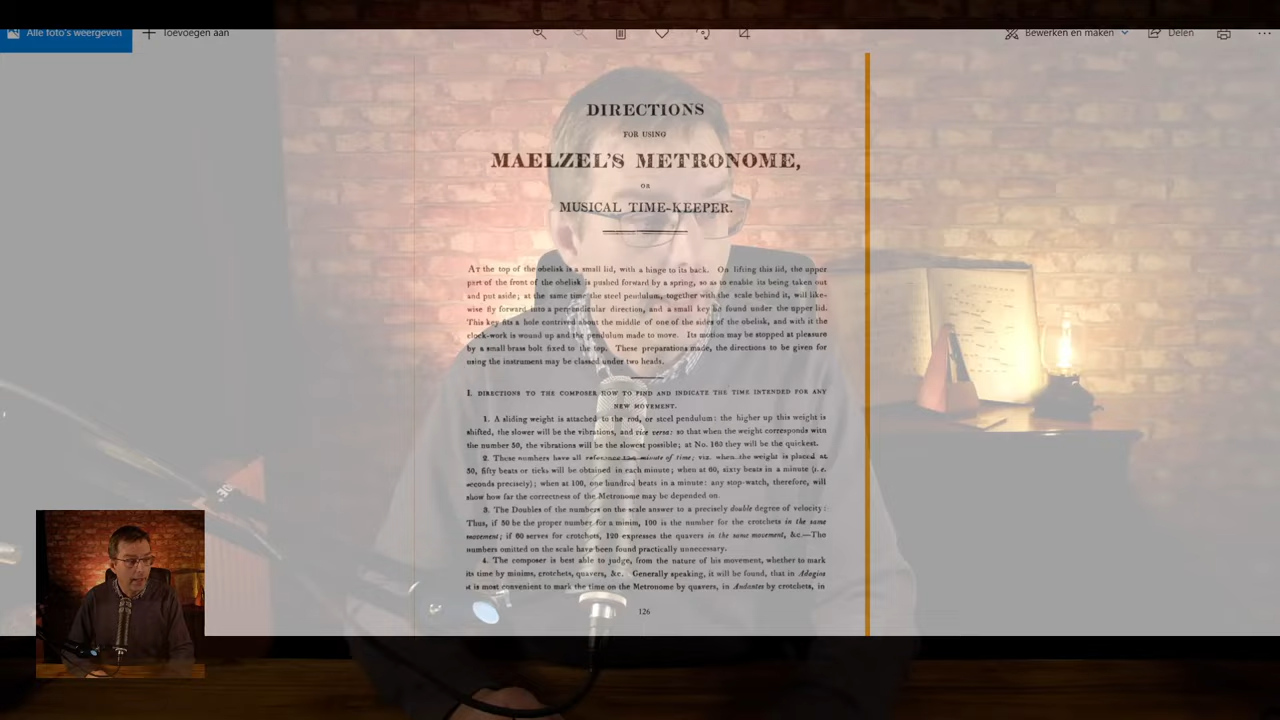 Alle foto's weergeven
Toevoegen aan
Bewerken en maken
Delen
DIRECTIONS
FOR USING
MAELZEL'S METRONOME,
OR
MUSICAL TIME-KEEPER.
At the top of the obelisk is a small lid, with a hinge to its back. On lifting this lid, the upper
part of the front of the obelisk is pushed forward by a spring, so as to enable its being taken out
and put aside; at the same time the steel pendulum, together with the scale behind it, will like-
wise fly forward into a perpendicular direction, and a small key is found under the upper lid.
This key fits a hole contrived about the middle of one of the sides of the obelisk, and with it the
clock-work is wound up and the pendulum made to move. Its motion may be stopped at pleasure
by a small brass bolt fixed to the top. These preparations made, the directions to be given for
using the instrument may be classed under two heads.
I. DIRECTIONS TO THE COMPOSER HOW TO FIND AND INDICATE THE TIME INTENDED FOR ANY
NEW MOVEMENT.
1. A sliding weight is attached to the rod, or steel pendulum: the higher up this weight is
shifted, the slower will be the vibrations, and vice versa: so that when the weight corresponds with
the number 50, the vibrations will be the slowest possible; at No. 160 they will be the quickest.
2. These numbers have all reference to a minute of time; viz. when the weight is placed at
50, fifty beats or ticks will be obtained in each minute; when at 60, sixty beats in a minute (i. e.
seconds precisely); when at 100, one hundred beats in a minute: any stop-watch, therefore, will
show how far the correctness of the Metronome may be depended on.
3. The Doubles of the numbers on the scale answer to a precisely double degree of velocity:
Thus, if 50 be the proper number for a minim, 100 is the number for the crotchets in the same
movement; if 60 serves for crotchets, 120 expresses the quavers in the same movement, &c.—The
numbers omitted on the scale have been found practically unnecessary.
4. The composer is best able to judge, from the nature of his movement, whether to mark
its time by minims, crotchets, quavers, &c. Generally speaking, it will be found, that in Adagios
it is most convenient to mark the time on the Metronome by quavers, in Andantes by crotchets, in
126
30